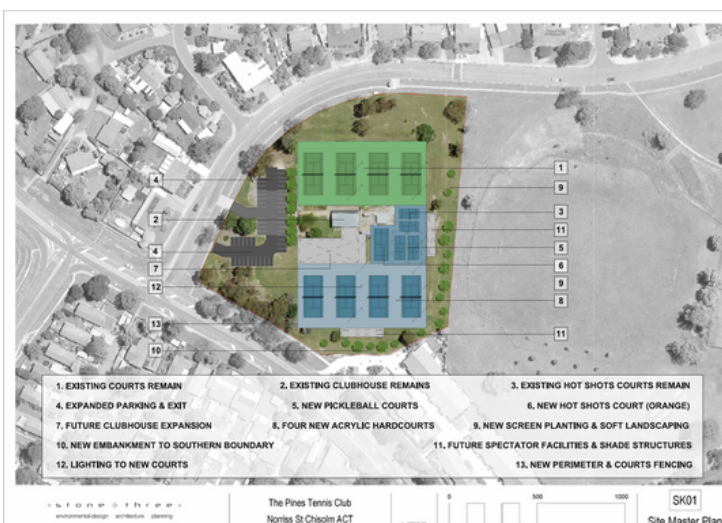 4
2
4
7
12
13
10
1
9
3
11
5
6
9
8
11
1. EXISTING COURTS REMAIN
2. EXISTING CLUBHOUSE REMAINS
3. EXISTING HOT SHOTS COURTS REMAIN
4. EXPANDED PARKING & EXIT
5. NEW PICKLEBALL COURTS
6. NEW HOT SHOTS COURT (ORANGE)
7. FUTURE CLUBHOUSE EXPANSION
8. FOUR NEW ACRYLIC HARDCOURTS
9. NEW SCREEN PLANTING & SOFT LANDSCAPING
10. NEW EMBANKMENT TO SOUTHERN BOUNDARY
11. FUTURE SPECTATOR FACILITIES & SHADE STRUCTURES
12. LIGHTING TO NEW COURTS
13. NEW PERIMETER & COURTS FENCING
stone three
environmental design architecture planning
The Pines Tennis Club
Norriss St Chisolm ACT
0 500 1000
SK01
Site Master Plan